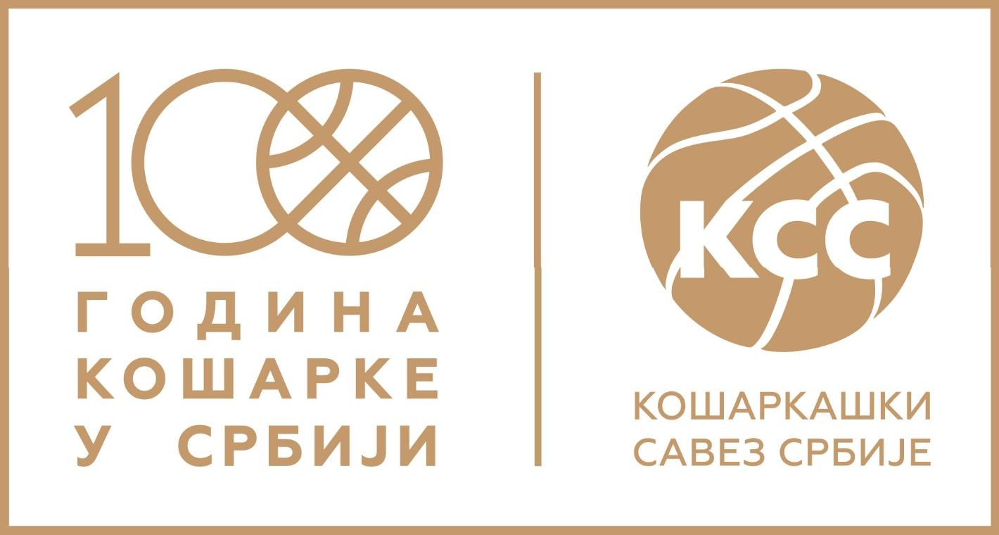 100
ГОДИНА
КОШАРКЕ
У СРБИЈИ
КСС
КОШАРКАШКИ
САВЕЗ СРБИЈЕ